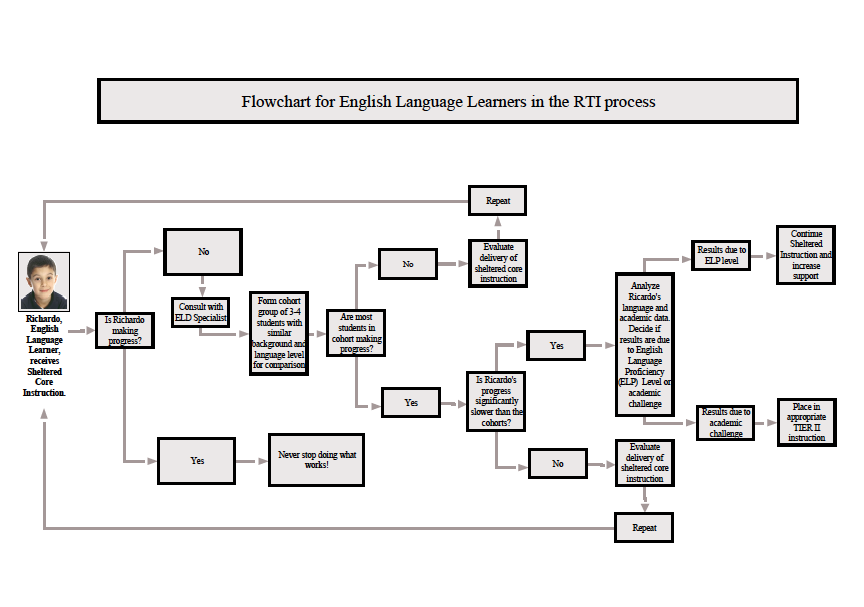 Flowchart for English Language Learners in the RTI process
Repeat
No
Evaluate
delivery of
sheltered core
instruction
No
Results due to
ELP level
Continue
Sheltered
Instruction and
increase
support
Richardo,
English
Language
Learner,
receives
Sheltered
Core
Instruction.
Is Richardo
making
progress?
Consult with
ELD Specialist
Form cohort
group of 3-4
students with
similar
background and
language level
for comparison
Are most
students in
cohort making
progress?
Yes
Analyze
Ricardo's
language and
academic data.
Decide if
results are due
to English
Language
Proficiency
(ELP) Level or
academic
challenge
Yes
Is Ricardo's
progress
significantly
slower than the
cohorts?
Results due to
academic
challenge
Place in
appropriate
TIER II
instruction
Yes
Never stop doing what
works!
No
Evaluate
delivery of
sheltered core
instruction
Repeat